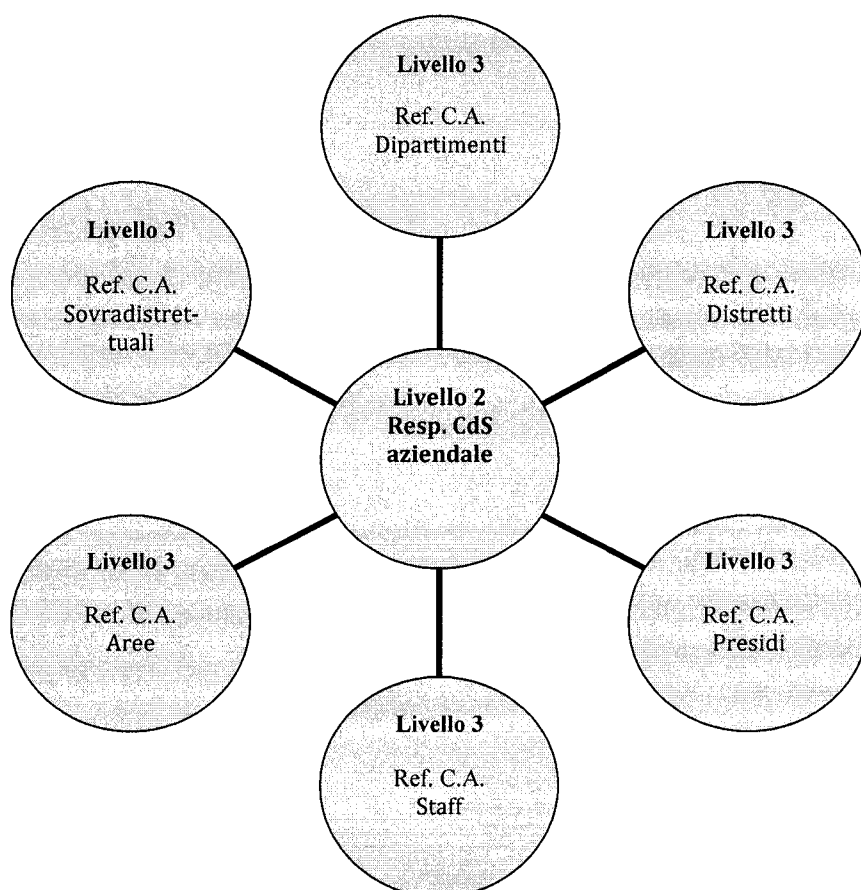 Livello 3
Ref. C.A.
Dipartimenti
Livello 3
Ref. C.A.
Sovradistret-
tuali
Livello 3
Ref. C.A.
Distretti
Livello 2
Resp. CdS
aziendale
Livello 3
Ref. C.A.
Aree
Livello 3
Ref. C.A.
Presidi
Livello 3
Ref. C.A.
Staff